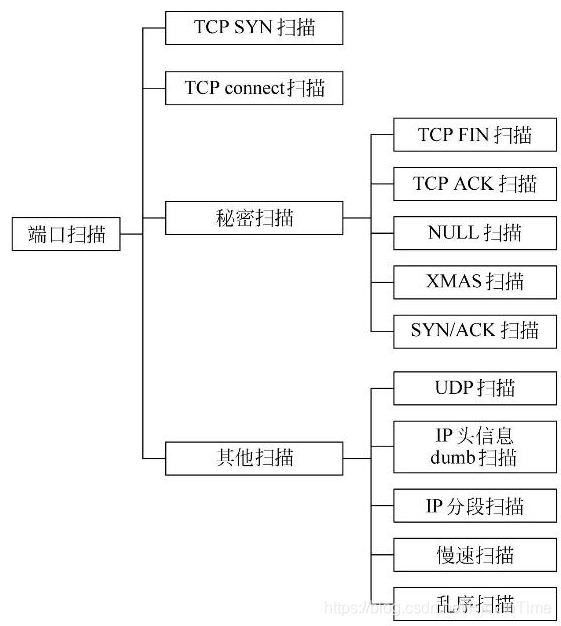 TCP SYN 扫描
TCP connect扫描
端口扫描
秘密扫描
TCP FIN 扫描
TCP ACK 扫描
NULL 扫描
XMAS 扫描
SYN/ACK 扫描
其他扫描
UDP 扫描
IP 头信息
dumb扫描
IP 分段扫描
慢速扫描
乱序扫描